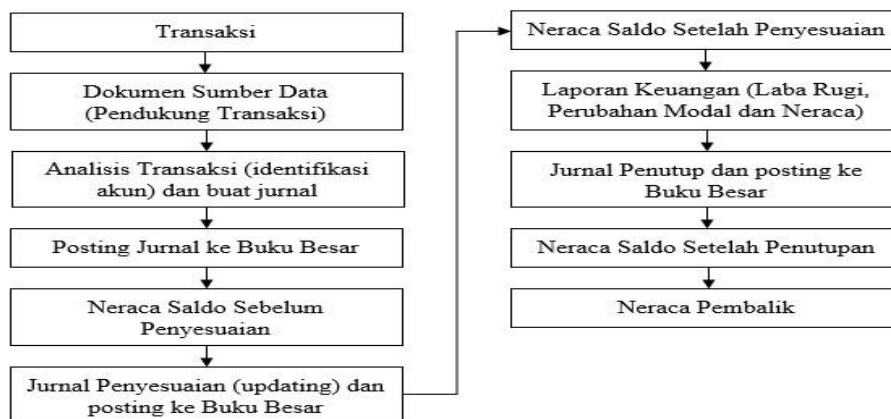 Transaksi
Dokumen Sumber Data
(Pendukung Transaksi)
Analisis Transaksi (identifikasi
akun) dan buat jurnal
Posting Jurnal ke Buku Besar
Neraca Saldo Sebelum
Penyesuaian
Jurnal Penyesuaian (updating) dan
posting ke Buku Besar
Neraca Saldo Setelah Penyesuaian
Laporan Keuangan (Laba Rugi,
Perubahan Modal dan Neraca)
Jurnal Penutup dan posting ke
Buku Besar
Neraca Saldo Setelah Penutupan
Neraca Pembalik